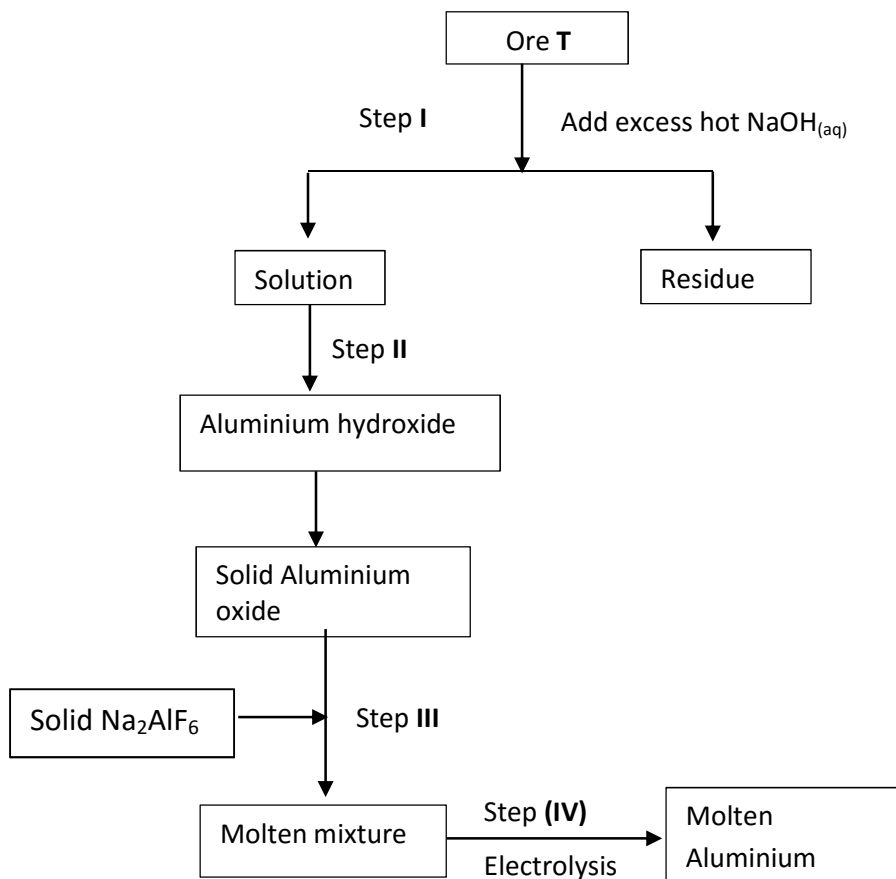 Ore T
Step I
Add excess hot NaOH(aq)
Solution
Residue
Step II
Aluminium hydroxide
Solid Aluminium
oxide
Solid Na₂AlF₆
Step III
Molten mixture
Step (IV)
Electrolysis
Molten
Aluminium